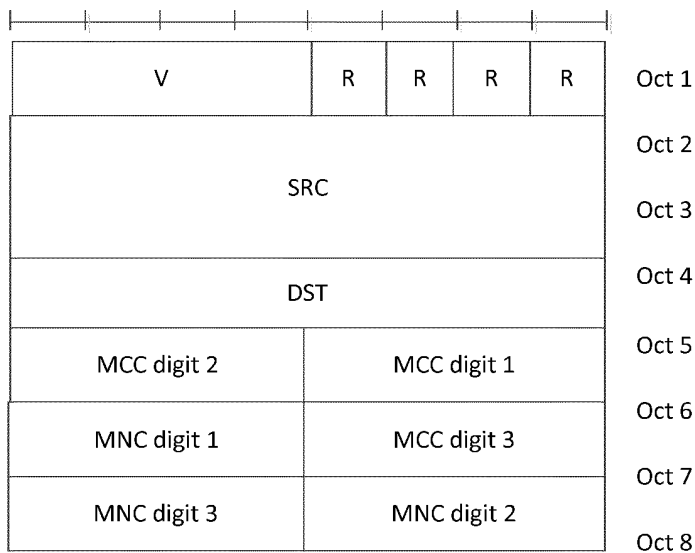 V R R R R Oct 1
Oct 2
SRC
Oct 3
Oct 4
DST
Oct 5
MCC digit 2 MCC digit 1
Oct 6
MNC digit 1 MCC digit 3
Oct 7
MNC digit 3 MNC digit 2
Oct 8